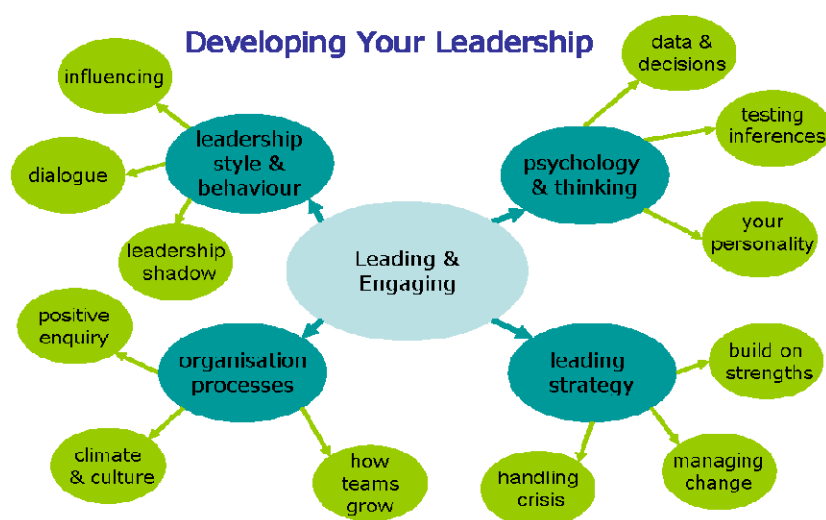 Developing Your Leadership
influencing
dialogue
leadership
style &
behaviour
leadership
shadow
data &
decisions
testing
inferences
psychology
& thinking
your
personality
Leading &
Engaging
positive
enquiry
organisation
processes
climate
& culture
how
teams
grow
leading
strategy
build on
strengths
managing
change
handling
crisis